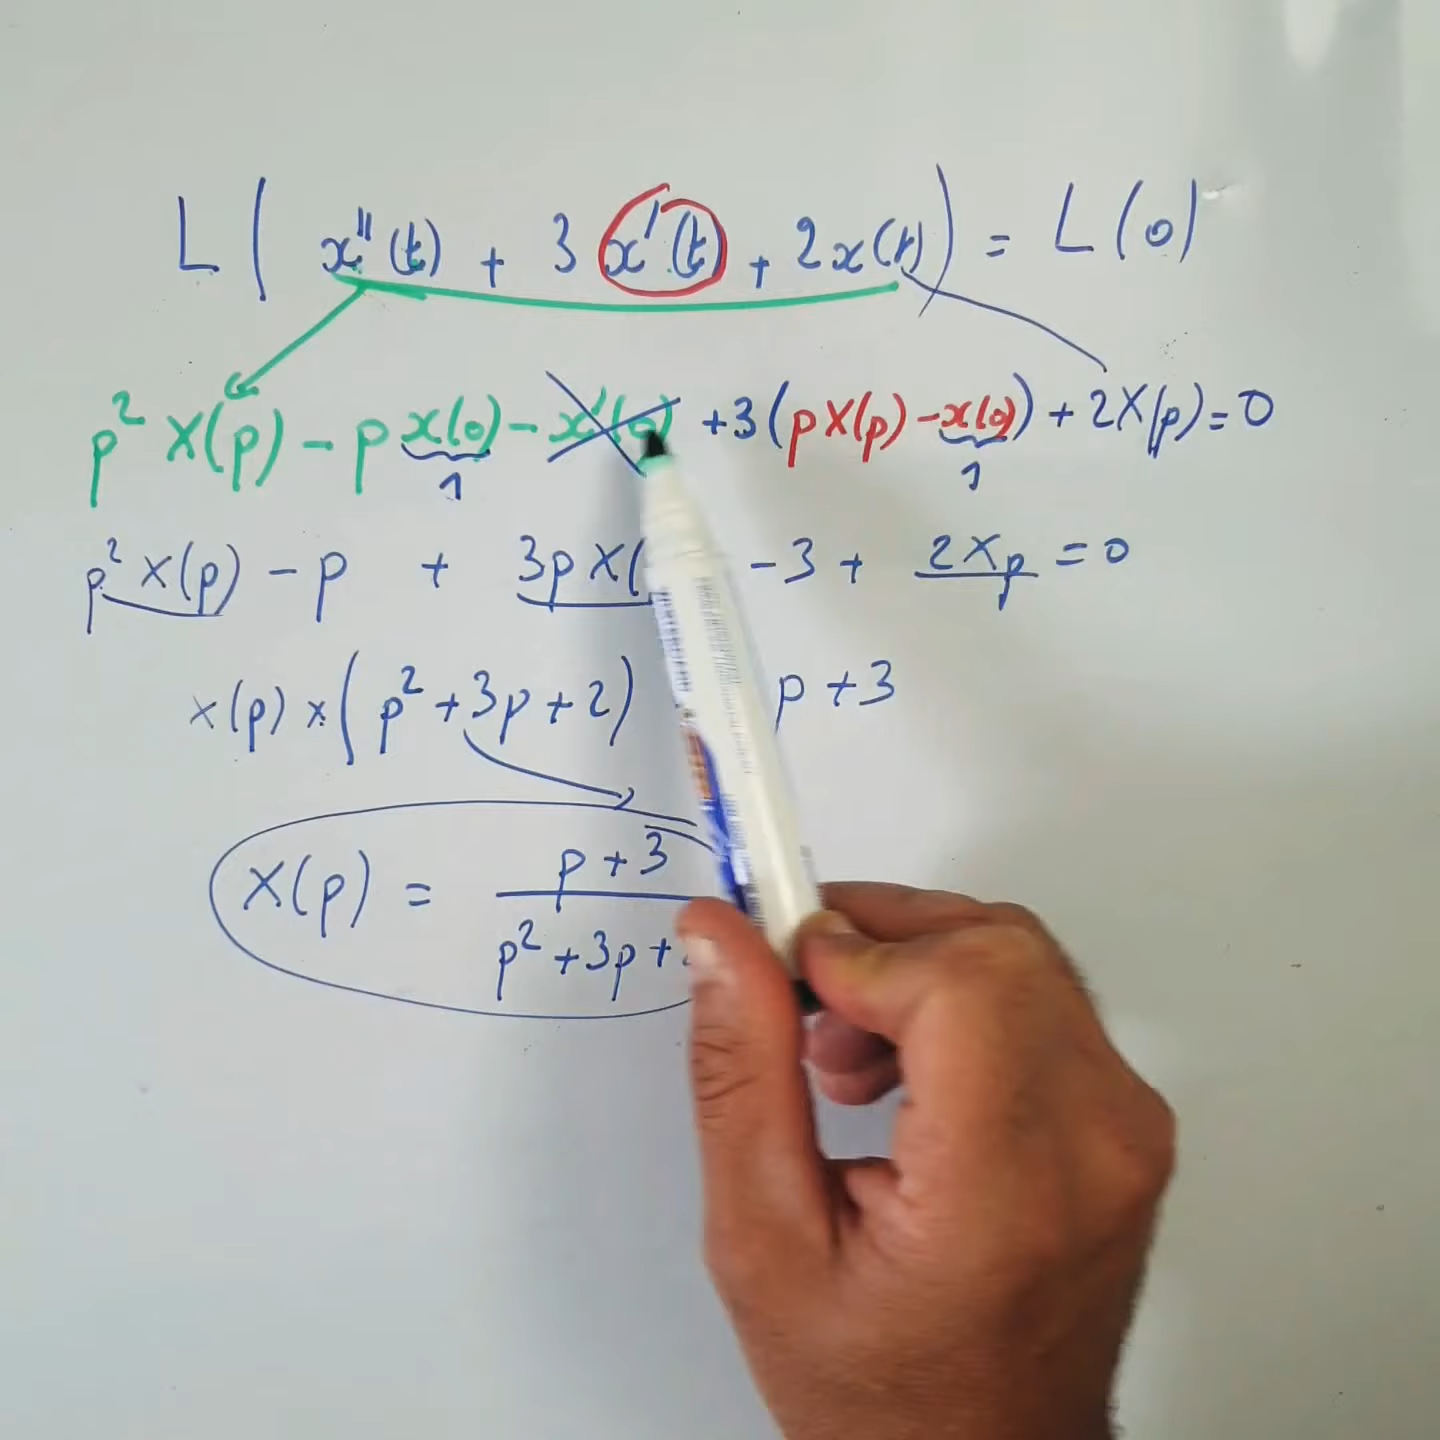 L( x''(t) + 3 x'(t) + 2x(t) ) = L(0)
p² X(p) - p x(0) - x'(0) + 3(pX(p) - x(0)) + 2X(p) = 0
1 1
p² X(p) - p + 3p X( - 3 + 2Xp = 0
X(p) × (p² + 3p + 2) p + 3
X(p) = p + 3
p² + 3p +